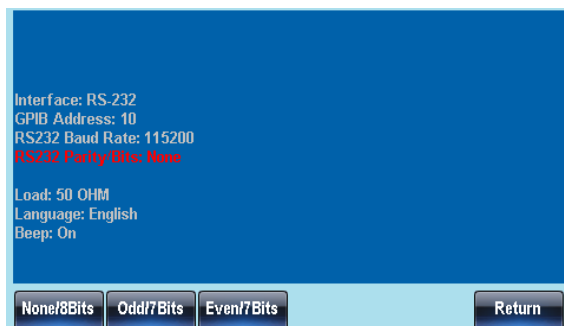 Interface: RS-232
GPIB Address: 10
RS232 Baud Rate: 115200
RS232 Parity/Bits: None
Load: 50 OHM
Language: English
Beep: On
None/8Bits Odd/7Bits Even/7Bits Return